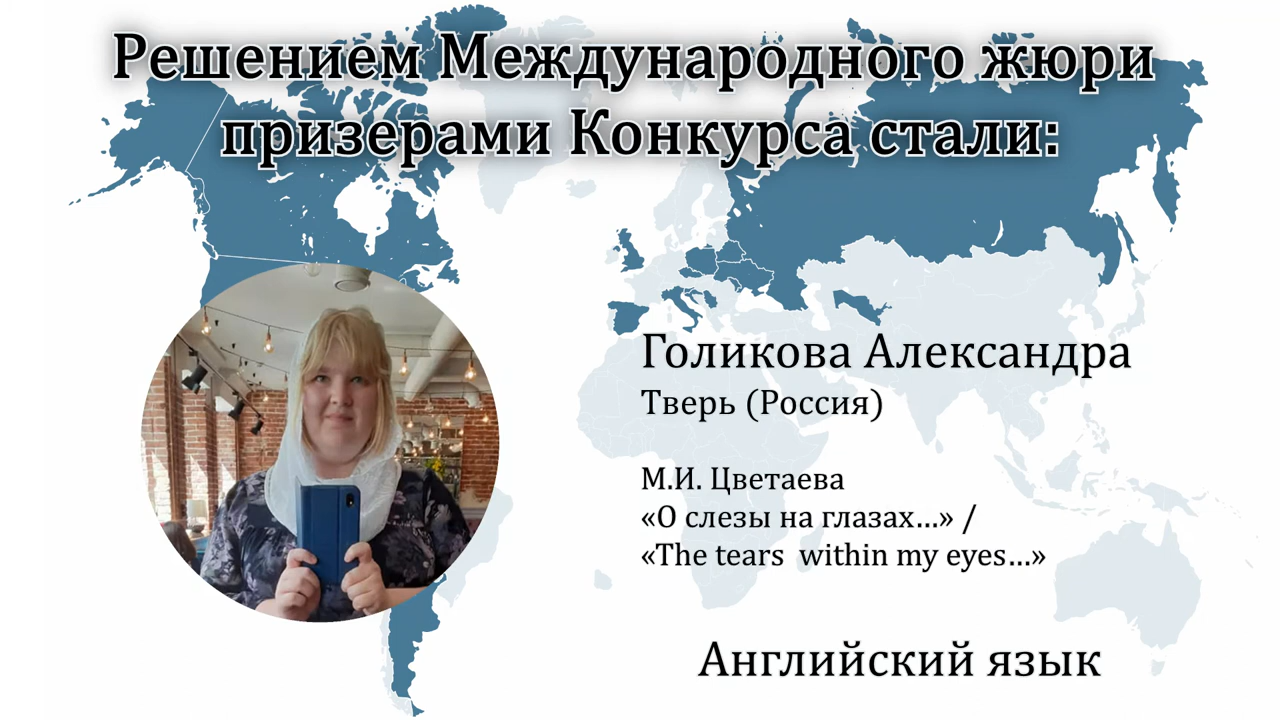 Решением Международного жюри
призерами Конкурса стали:
Голикова Александра
Тверь (Россия)
М.И. Цветаева
«О слезы на глазах...» /
«The tears within my eyes...»
Английский язык